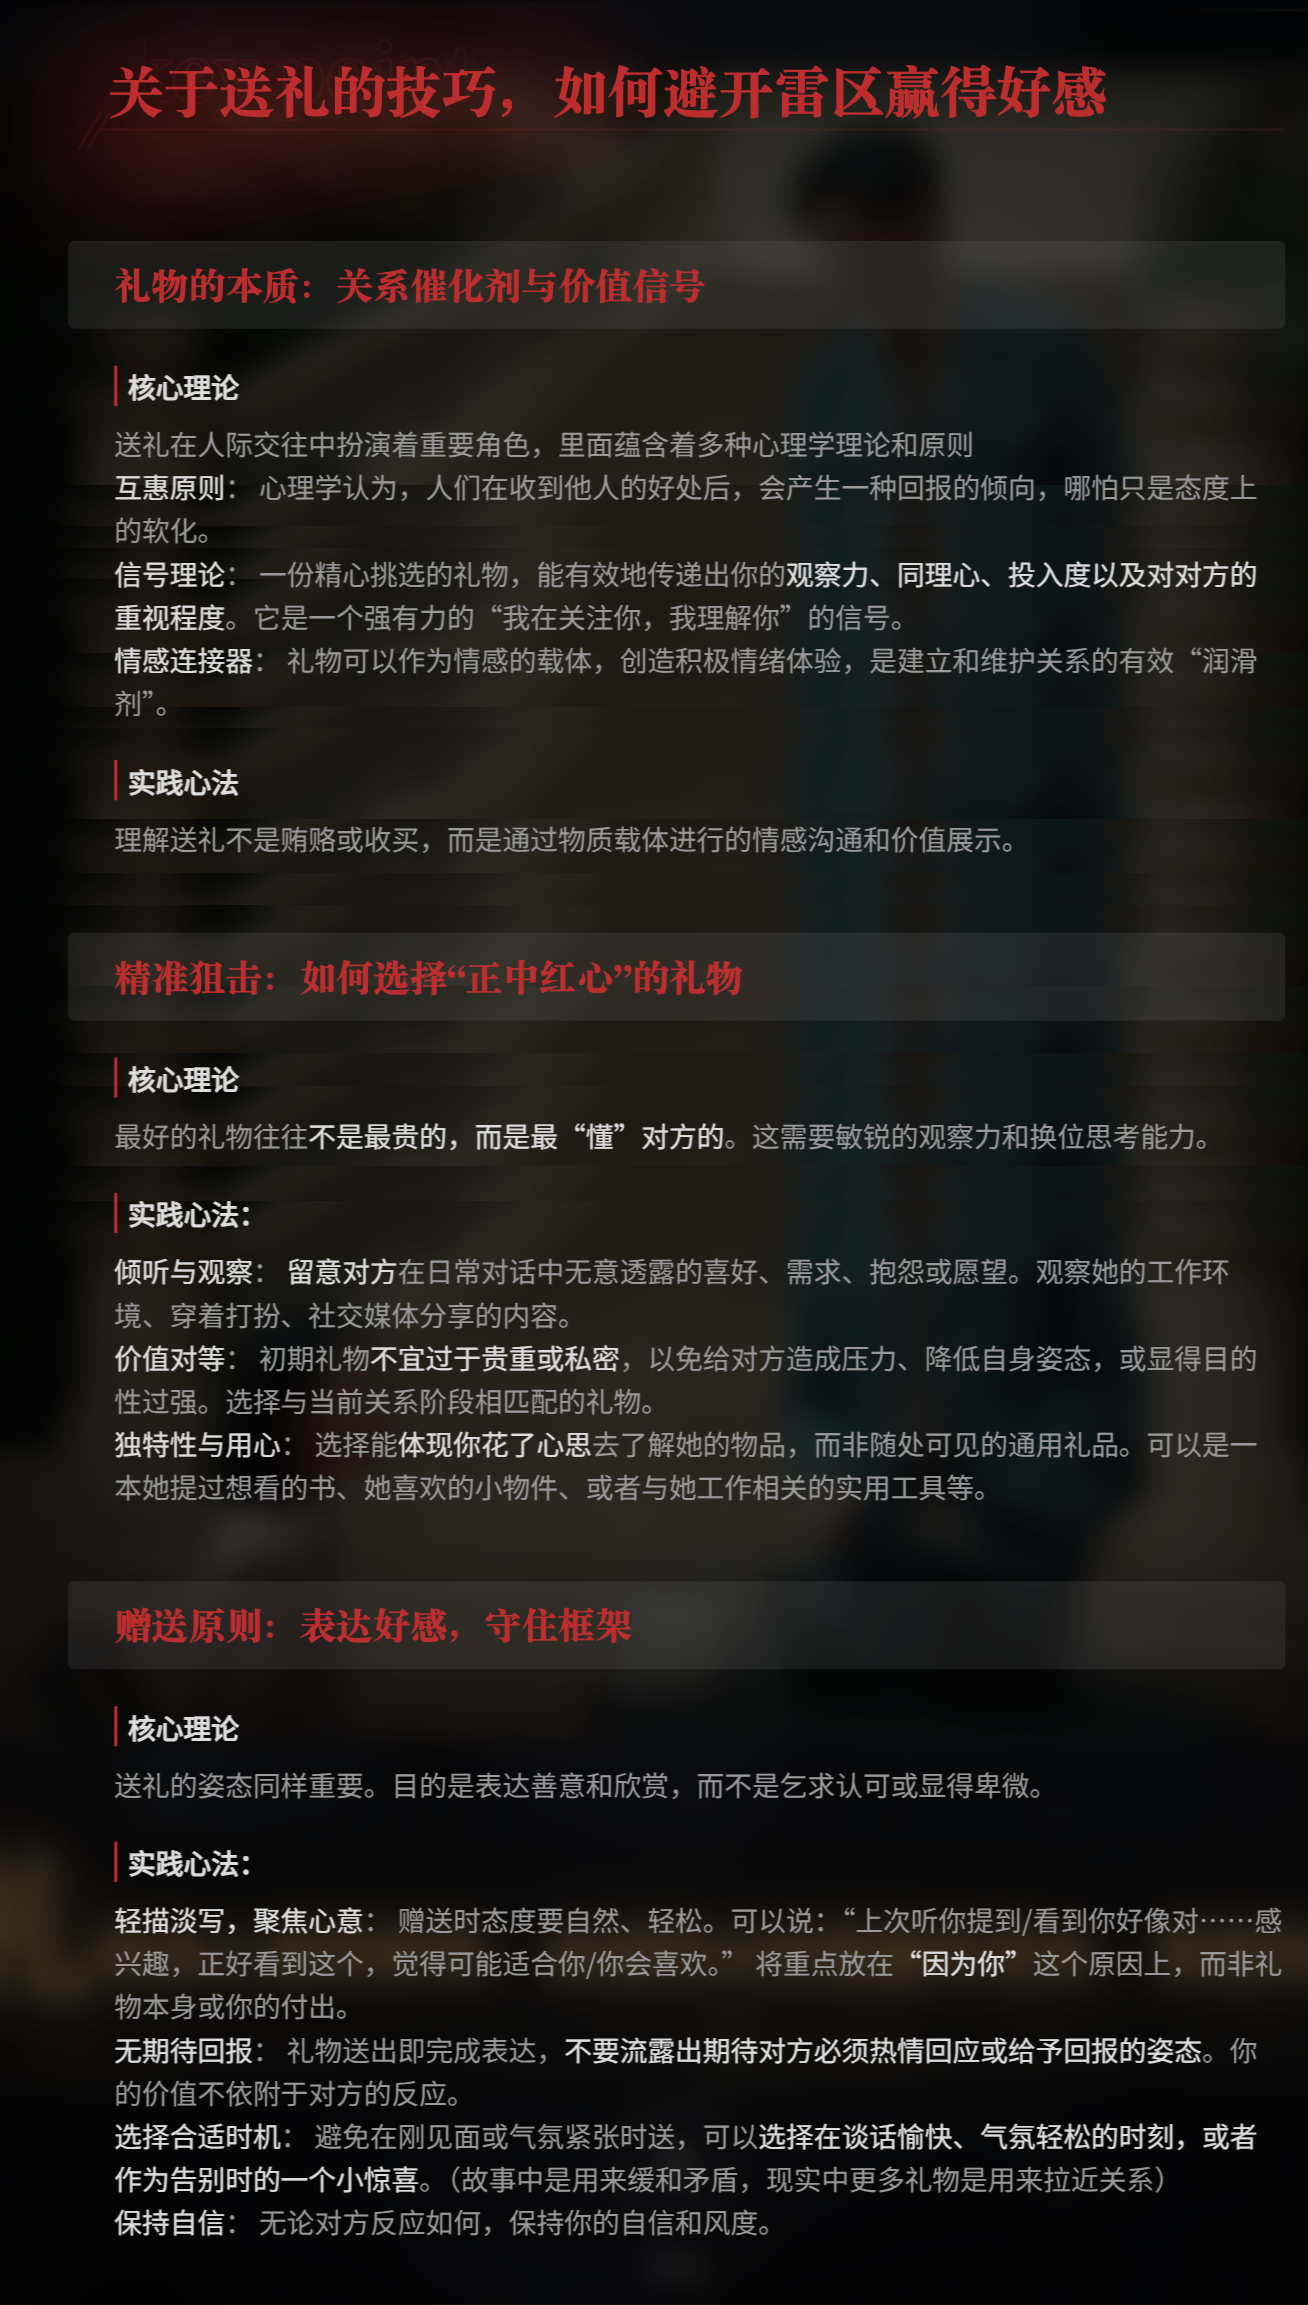 关于送礼的技巧，如何避开雷区赢得好感
礼物的本质：关系催化剂与价值信号
核心理论
送礼在人际交往中扮演着重要角色，里面蕴含着多种心理学理论和原则
互惠原则： 心理学认为，人们在收到他人的好处后，会产生一种回报的倾向，哪怕只是态度上
的软化。
信号理论： 一份精心挑选的礼物，能有效地传递出你的观察力、同理心、投入度以及对对方的
重视程度。它是一个强有力的“我在关注你，我理解你”的信号。
情感连接器： 礼物可以作为情感的载体，创造积极情绪体验，是建立和维护关系的有效“润滑
剂”。
实践心法
理解送礼不是贿赂或收买，而是通过物质载体进行的情感沟通和价值展示。
精准狙击：如何选择“正中红心”的礼物
核心理论
最好的礼物往往不是最贵的，而是最“懂”对方的。这需要敏锐的观察力和换位思考能力。
实践心法：
倾听与观察： 留意对方在日常对话中无意透露的喜好、需求、抱怨或愿望。观察她的工作环
境、穿着打扮、社交媒体分享的内容。
价值对等： 初期礼物不宜过于贵重或私密，以免给对方造成压力、降低自身姿态，或显得目的
性过强。选择与当前关系阶段相匹配的礼物。
独特性与用心： 选择能体现你花了心思去了解她的物品，而非随处可见的通用礼品。可以是一
本她提过想看的书、她喜欢的小物件、或者与她工作相关的实用工具等。
赠送原则：表达好感，守住框架
核心理论
送礼的姿态同样重要。目的是表达善意和欣赏，而不是乞求认可或显得卑微。
实践心法：
轻描淡写，聚焦心意： 赠送时态度要自然、轻松。可以说：“上次听你提到/看到你好像对……感
兴趣，正好看到这个，觉得可能适合你/你会喜欢。” 将重点放在“因为你”这个原因上，而非礼
物本身或你的付出。
无期待回报： 礼物送出即完成表达，不要流露出期待对方必须热情回应或给予回报的姿态。你
的价值不依附于对方的反应。
选择合适时机： 避免在刚见面或气氛紧张时送，可以选择在谈话愉快、气氛轻松的时刻，或者
作为告别时的一个小惊喜。（故事中是用来缓和矛盾，现实中更多礼物是用来拉近关系）
保持自信： 无论对方反应如何，保持你的自信和风度。